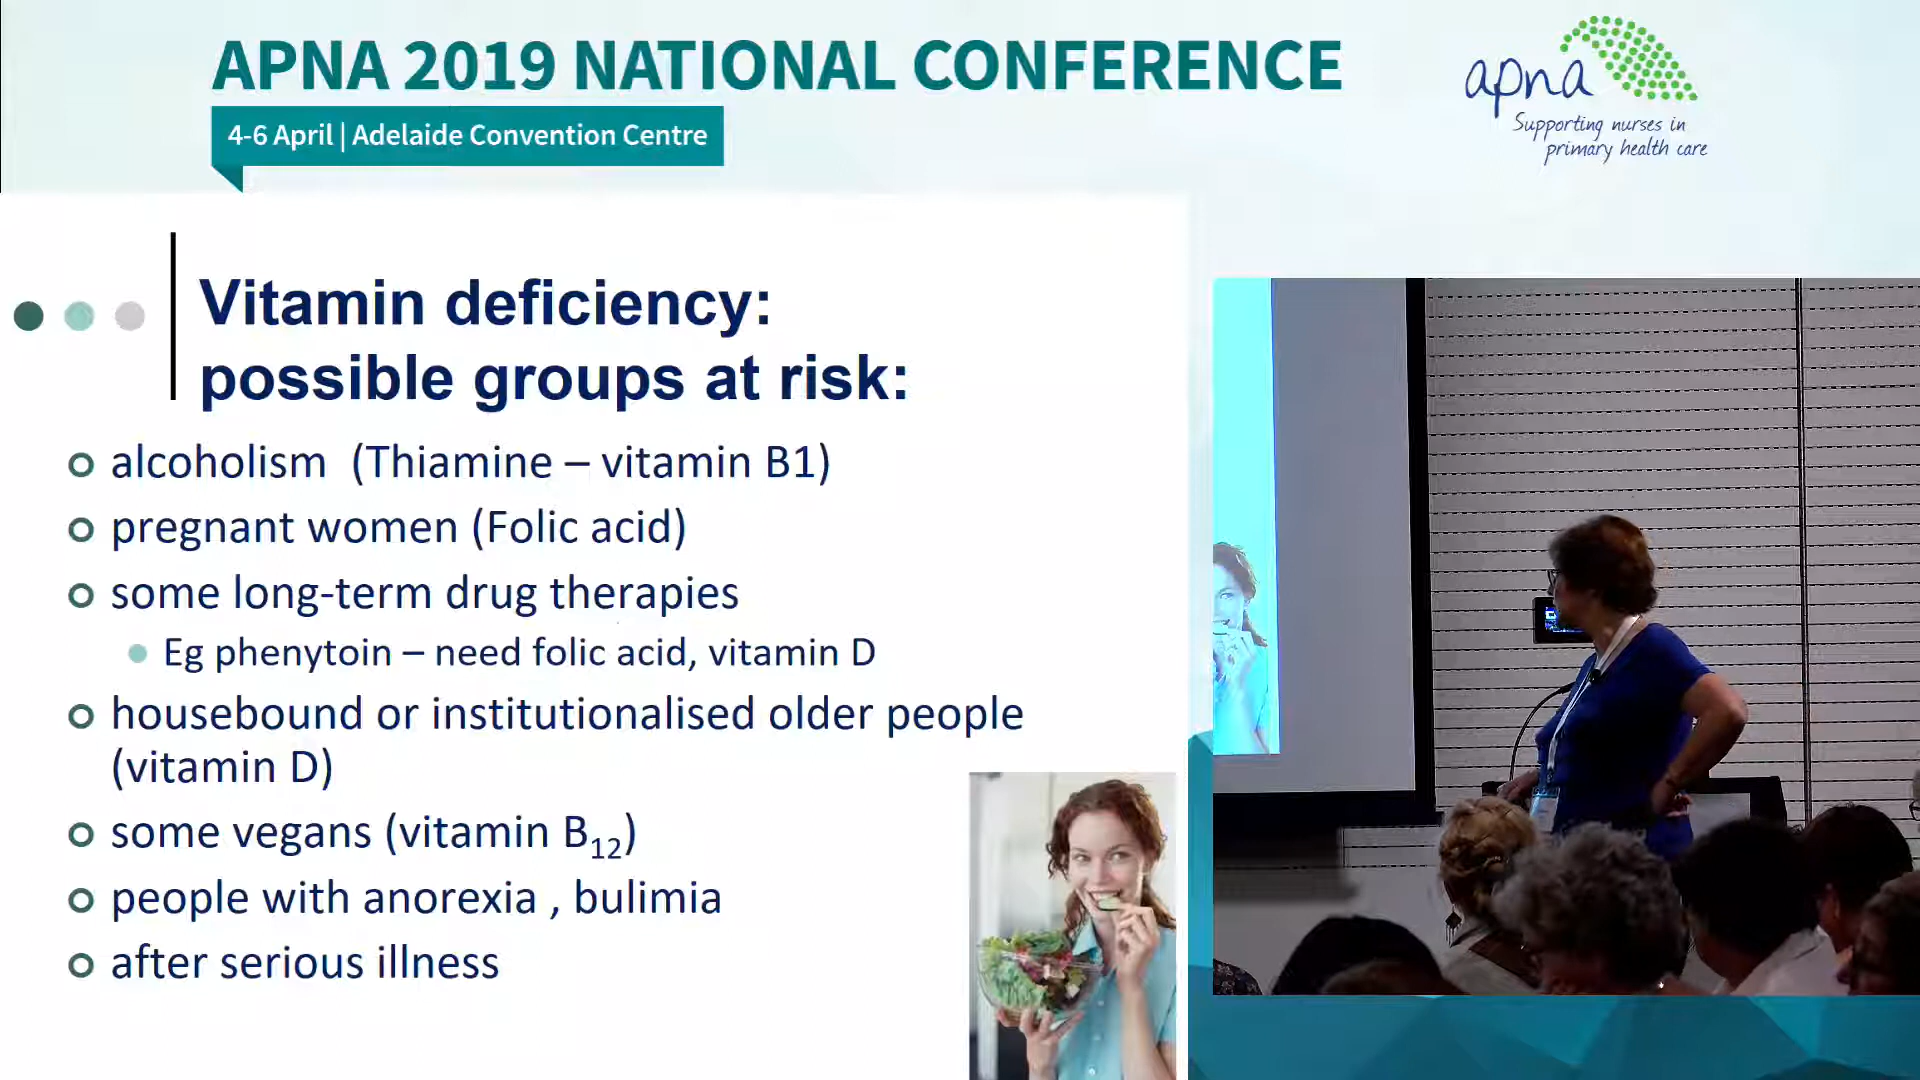 APNA 2019 NATIONAL CONFERENCE
4-6 April | Adelaide Convention Centre
apna
Supporting nurses in
primary health care
Vitamin deficiency:
possible groups at risk:
alcoholism (Thiamine – vitamin B1)
pregnant women (Folic acid)
some long-term drug therapies
Eg phenytoin – need folic acid, vitamin D
housebound or institutionalised older people
(vitamin D)
some vegans (vitamin B12)
people with anorexia , bulimia
after serious illness